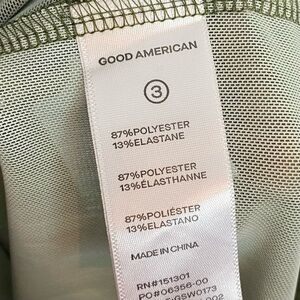 GOOD AMERICAN
3
87%POLYESTER
13%ELASTANE
87%POLYESTER
13%ÉLASTHANNE
87%POLIÉSTER
13%ELASTANO
MADE IN CHINA
RN#151301
PO#06356-00